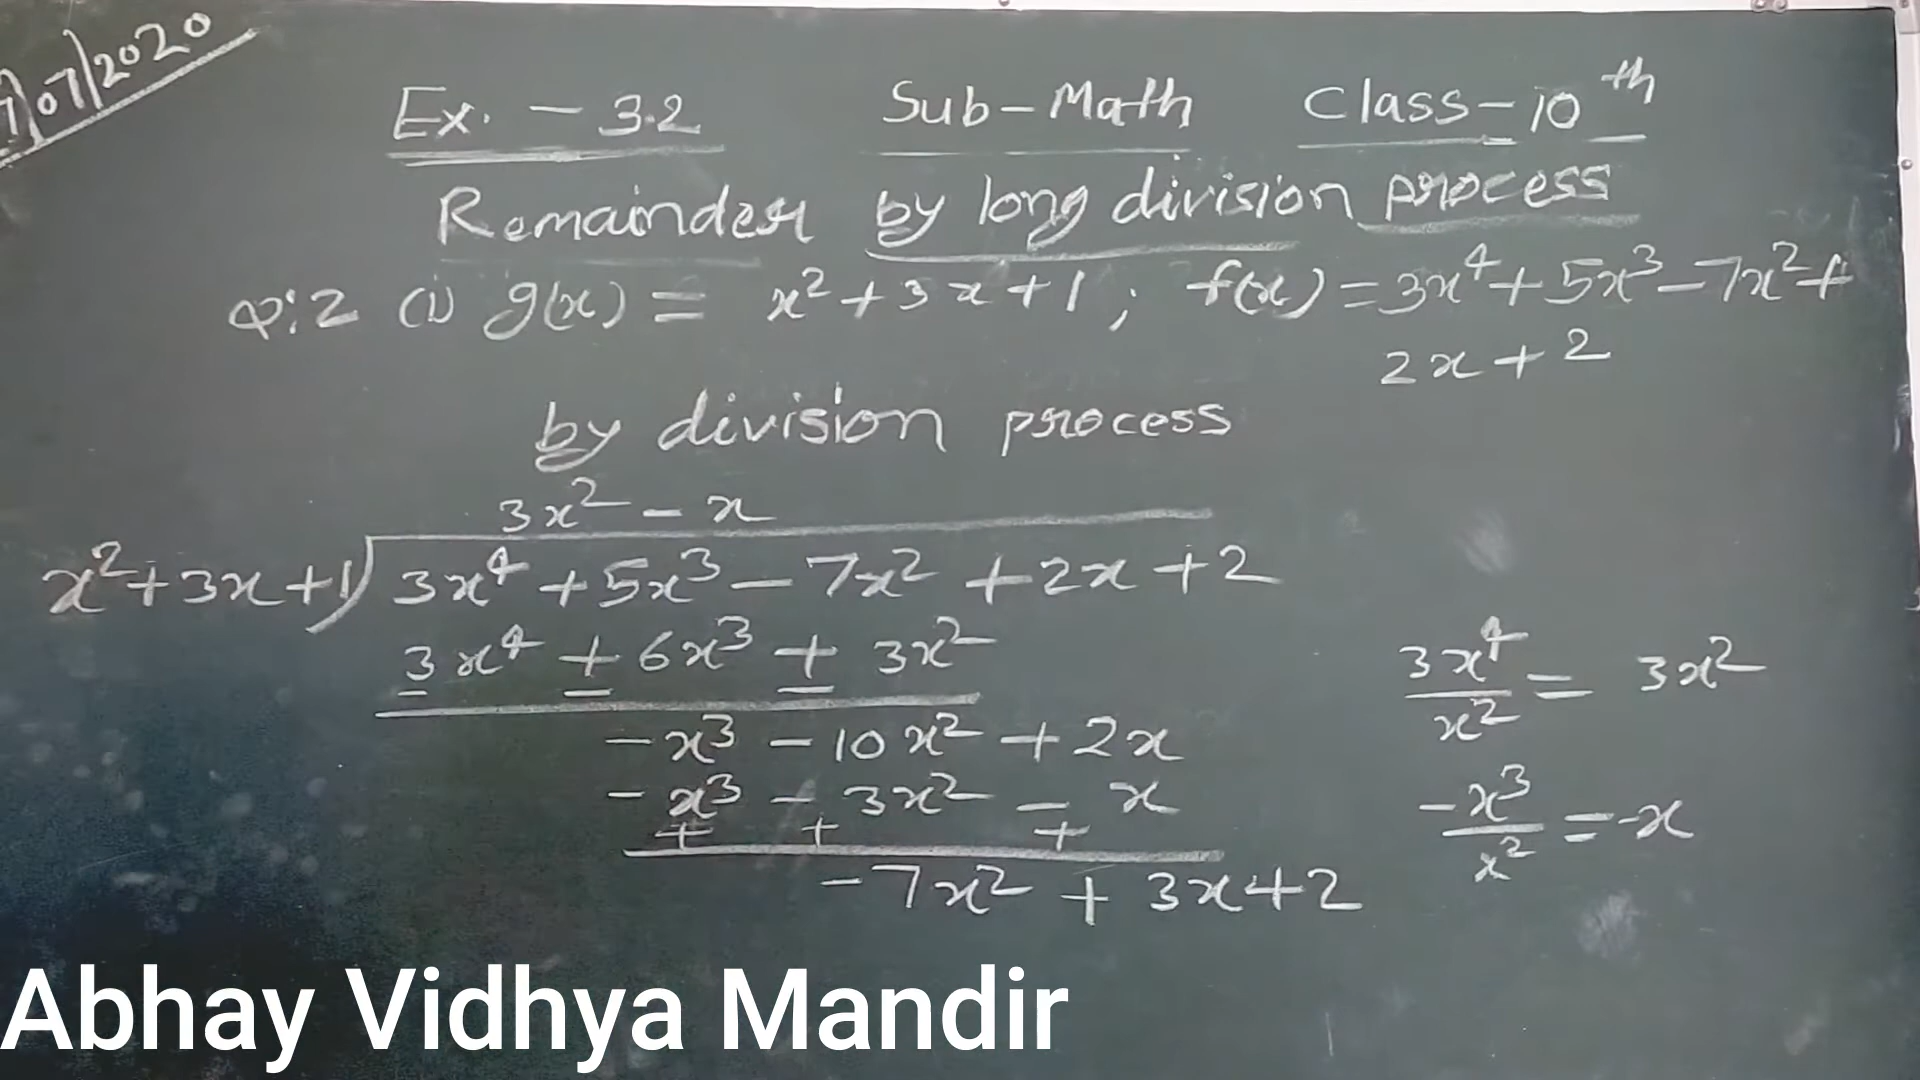 /07/2020
Ex. - 3.2 Sub-Math Class-10th
Remainder by long division process
Q:2 (i) g(x) = x² + 3x + 1 ; f(x) = 3x⁴ + 5x³ - 7x² +
2x + 2
by division process
3x² - x
x² + 3x + 1) 3x⁴ + 5x³ - 7x² + 2x + 2
3x⁴ + 6x³ + 3x²
- - -
3x⁴/x² = 3x²
-x³ - 10x² + 2x
-x³ - 3x² - x
+ + +
-x³/x² = -x
-7x² + 3x + 2
Abhay Vidhya Mandir